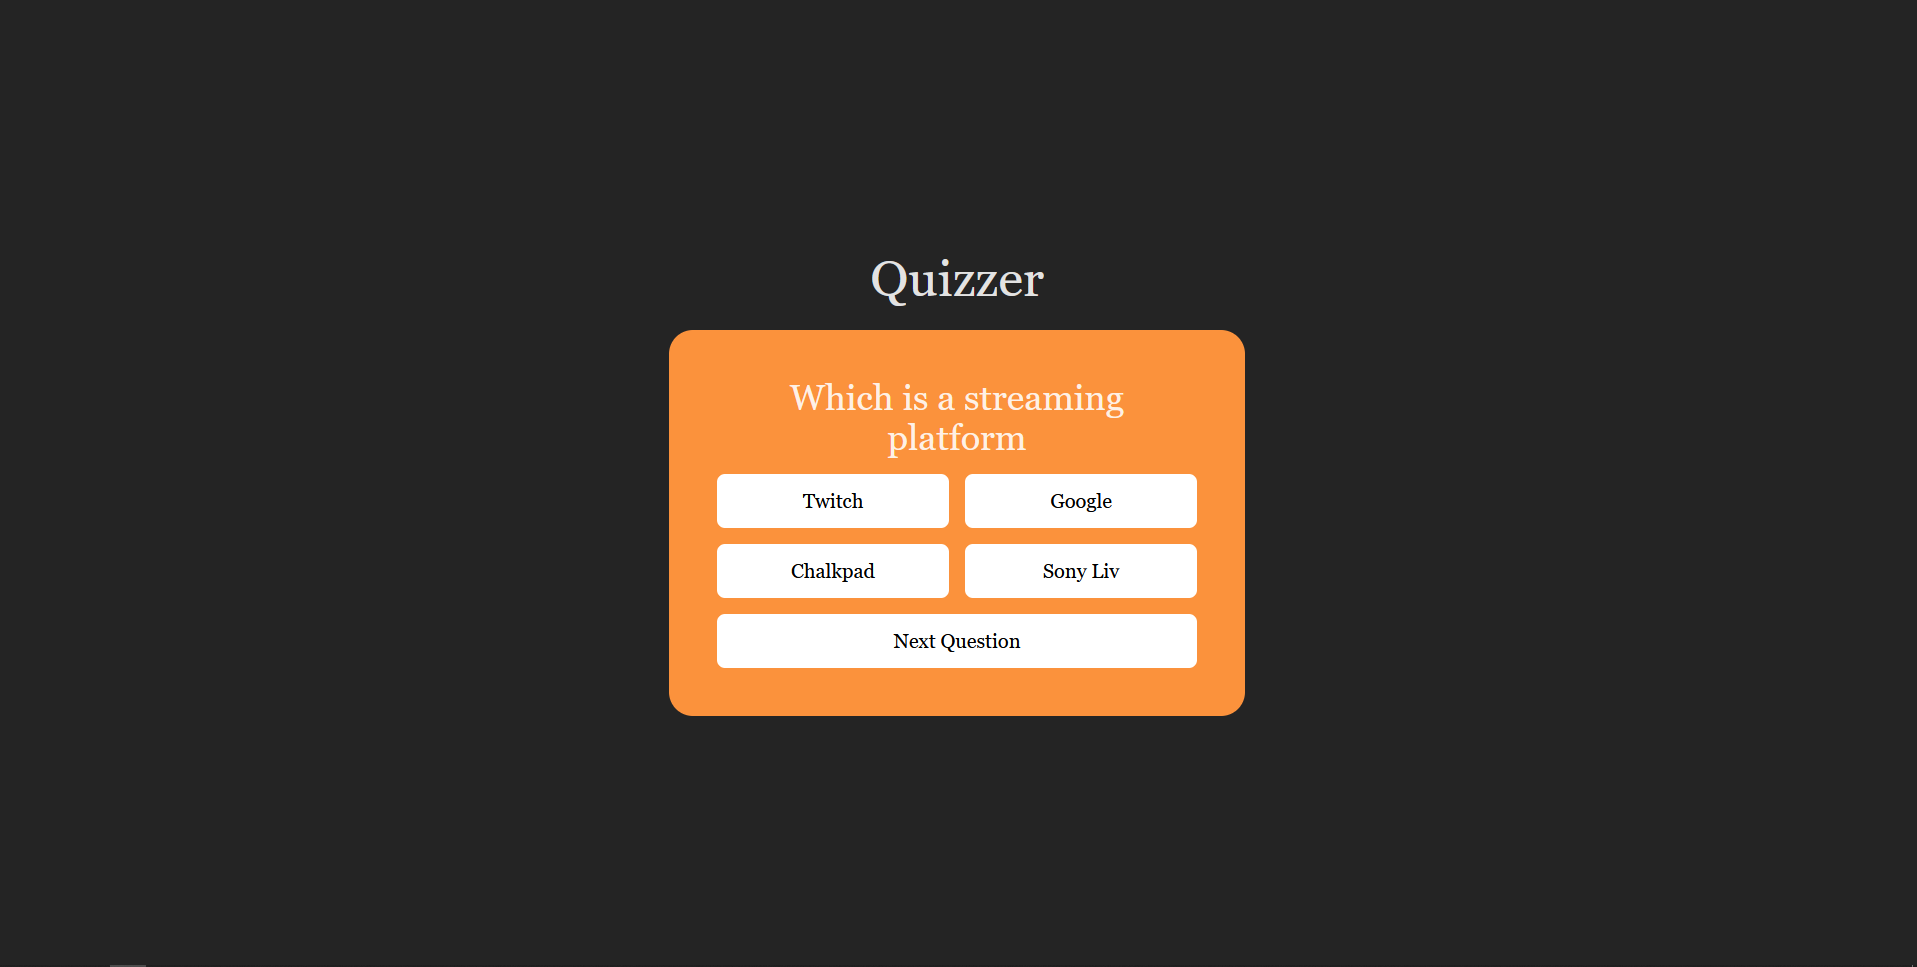 Quizzer
Which is a streaming
platform
Twitch
Google
Chalkpad
Sony Liv
Next Question